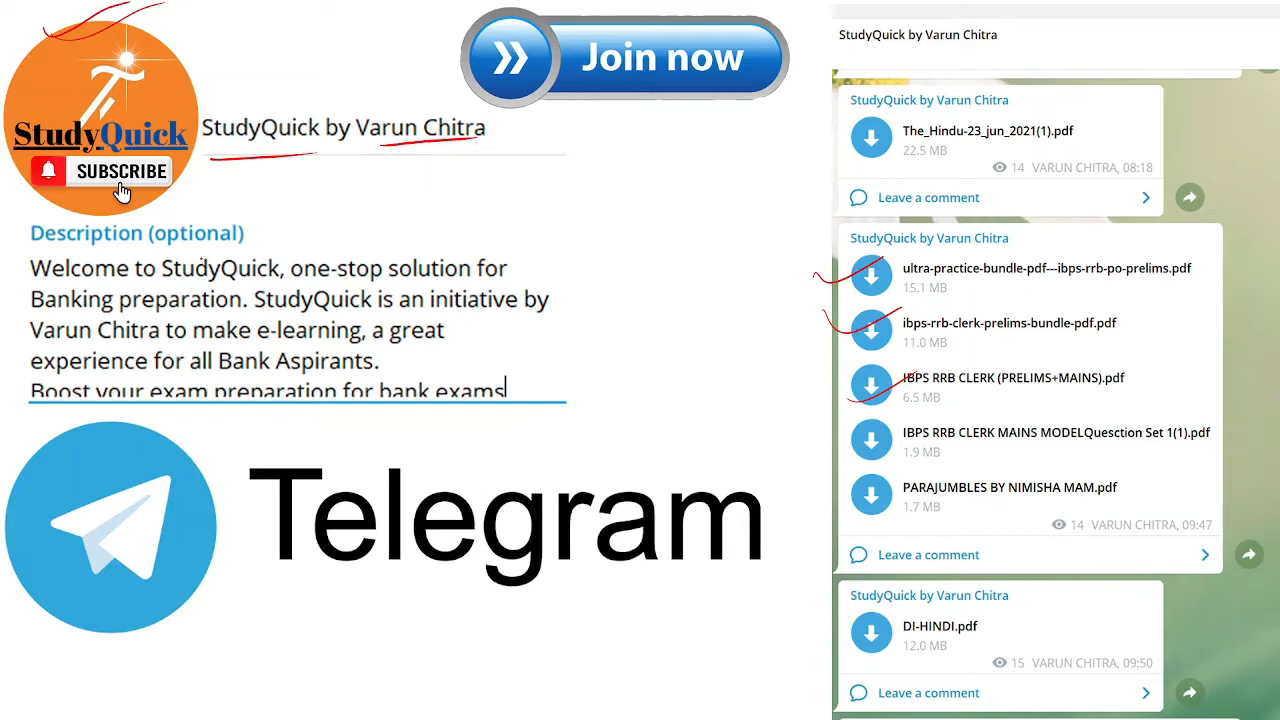 StudyQuick
SUBSCRIBE
Join now
StudyQuick by Varun Chitra
Description (optional)
Welcome to StudyQuick, one-stop solution for
Banking preparation. StudyQuick is an initiative by
Varun Chitra to make e-learning, a great
experience for all Bank Aspirants.
Boost your exam preparation for bank exams
Telegram
StudyQuick by Varun Chitra
StudyQuick by Varun Chitra
The_Hindu-23_jun_2021(1).pdf
22.5 MB
14 VARUN CHITRA, 08:18
Leave a comment
StudyQuick by Varun Chitra
ultra-practice-bundle-pdf---ibps-rrb-po-prelims.pdf
15.1 MB
ibps-rrb-clerk-prelims-bundle-pdf.pdf
11.0 MB
IBPS RRB CLERK (PRELIMS+MAINS).pdf
6.5 MB
IBPS RRB CLERK MAINS MODELQuesction Set 1(1).pdf
1.9 MB
PARAJUMBLES BY NIMISHA MAM.pdf
1.7 MB
14 VARUN CHITRA, 09:47
Leave a comment
StudyQuick by Varun Chitra
DI-HINDI.pdf
12.0 MB
15 VARUN CHITRA, 09:50
Leave a comment